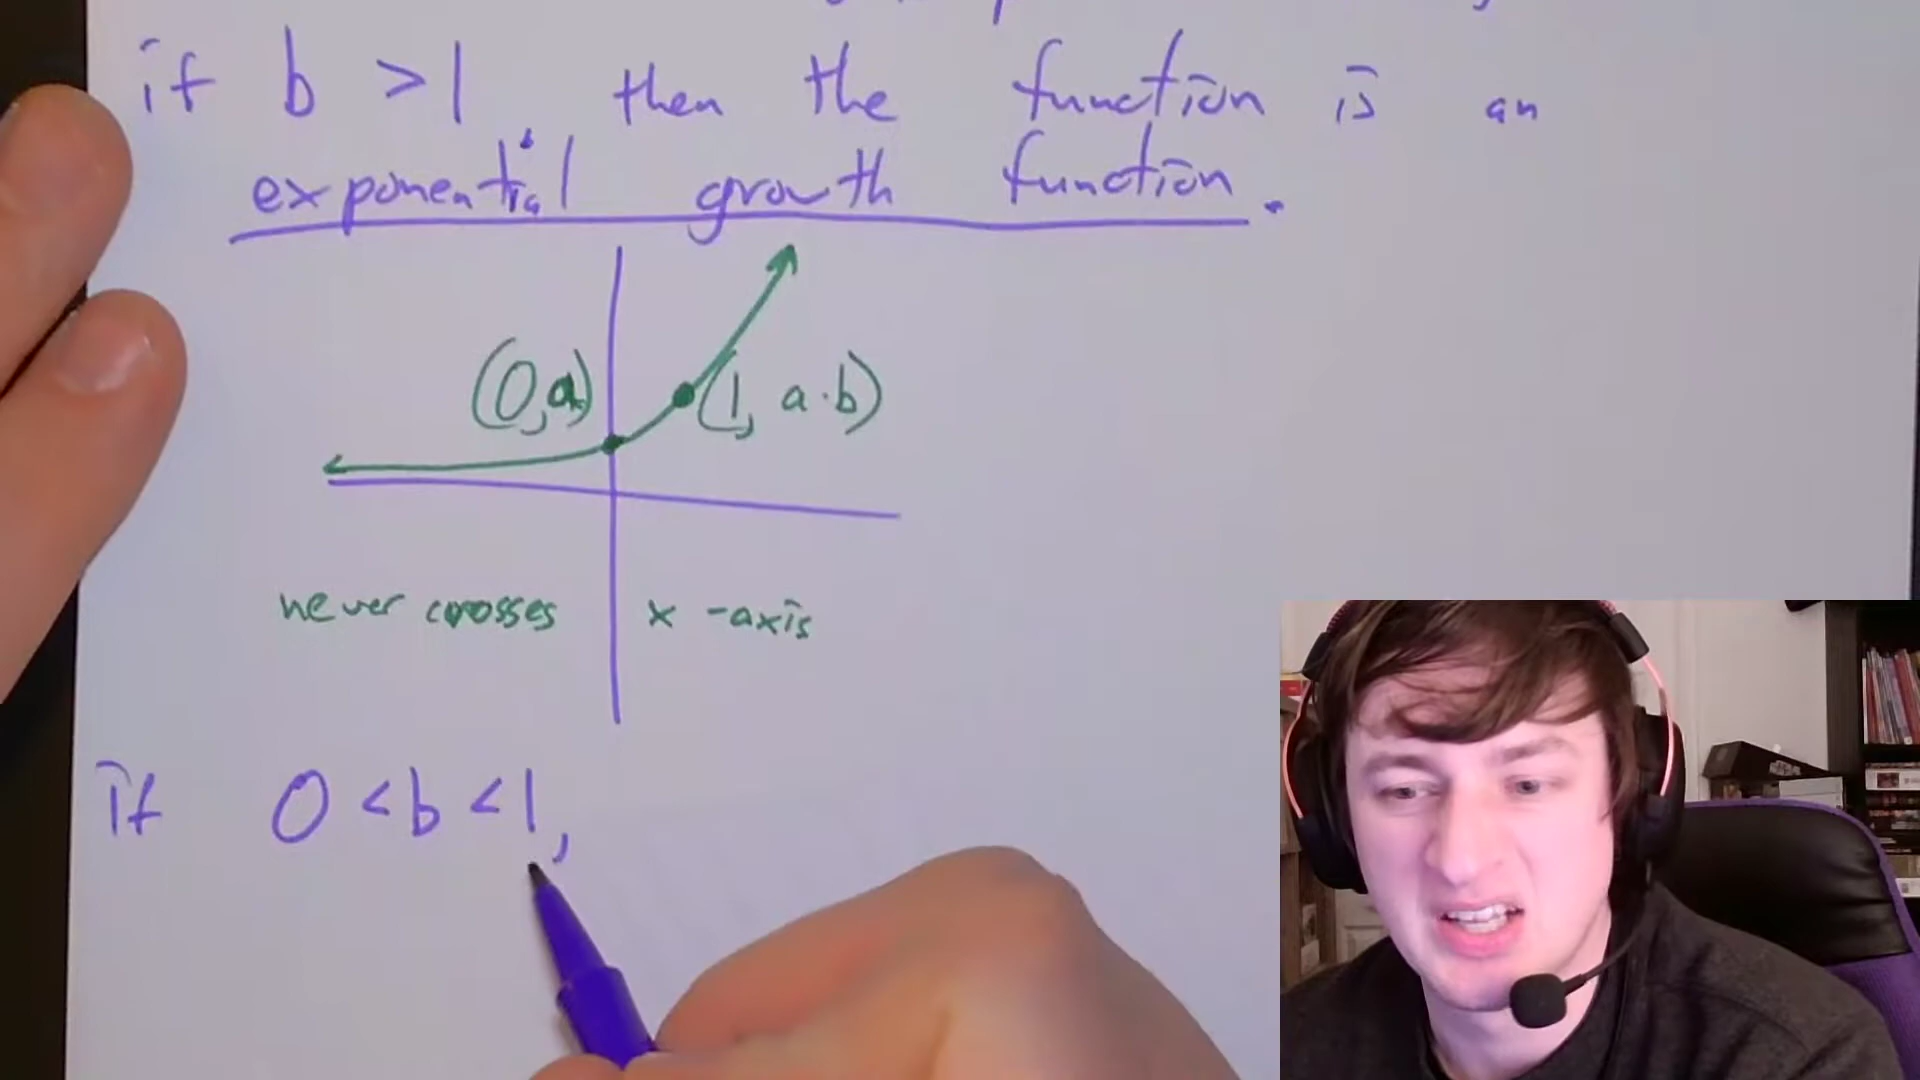 if b > 1 then the function is an
exponential growth function.
(0,a) (1, a·b)
never crosses x -axis
if 0 < b < 1,